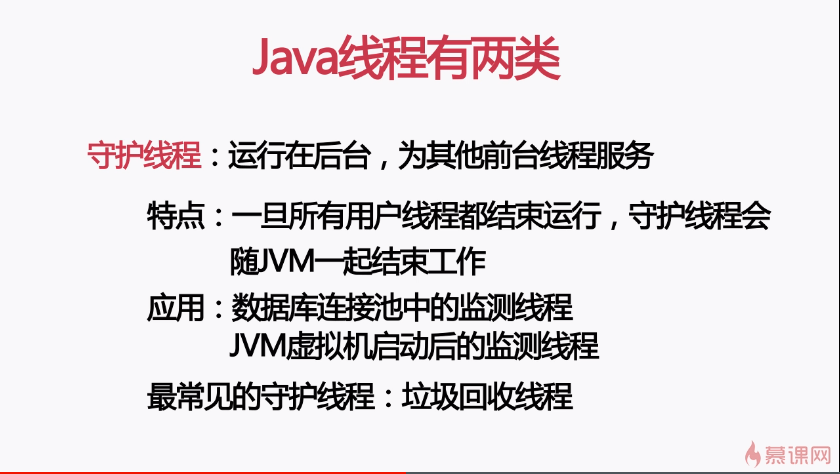 Java线程有两类
守护线程：运行在后台，为其他前台线程服务
特点：一旦所有用户线程都结束运行，守护线程会
随JVM一起结束工作
应用：数据库连接池中的监测线程
JVM虚拟机启动后的监测线程
最常见的守护线程：垃圾回收线程
慕课网